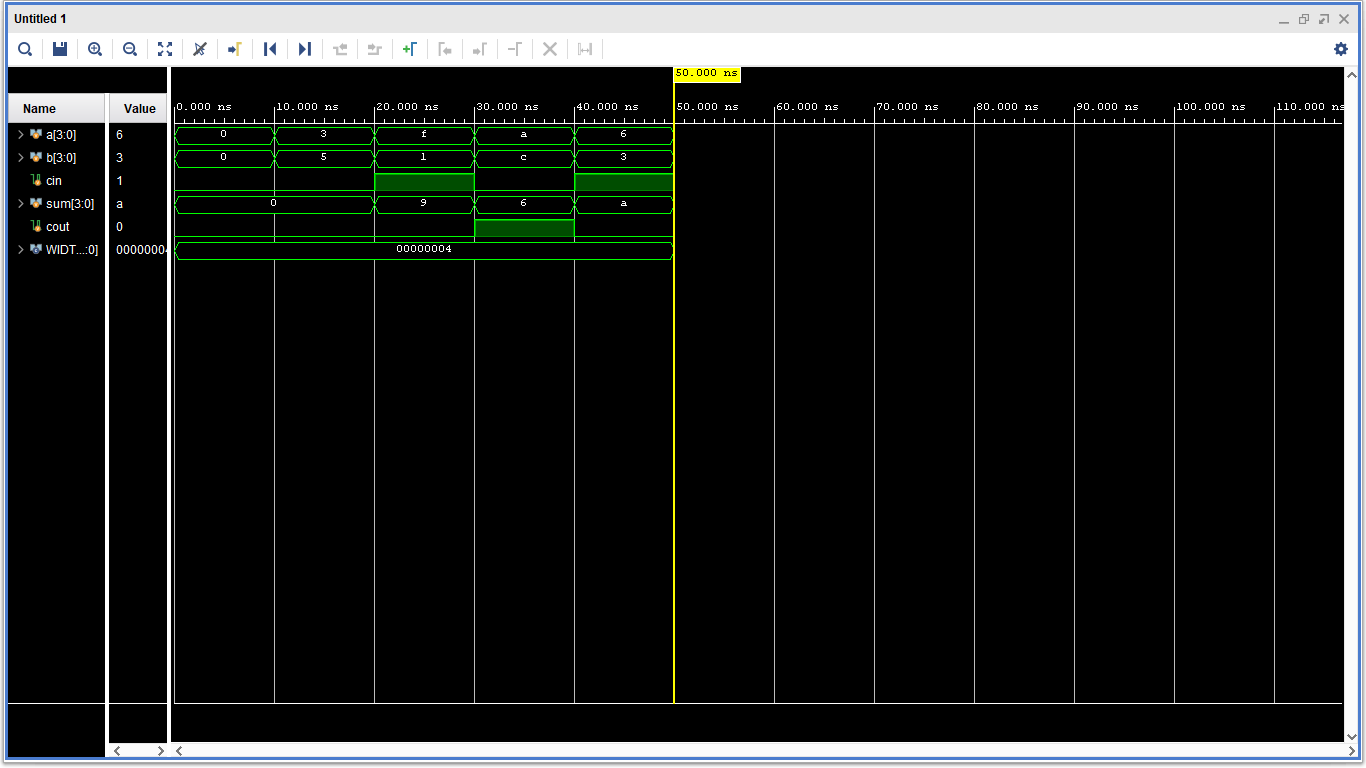 Untitled 1
50.000 ns
Name Value 0.000 ns 10.000 ns 20.000 ns 30.000 ns 40.000 ns 50.000 ns 60.000 ns 70.000 ns 80.000 ns 90.000 ns 100.000 ns 110.000 ns
a[3:0] 6 0 3 f a 6
b[3:0] 3 0 5 1 c 3
cin 1
sum[3:0] a 0 9 6 a
cout 0
WIDT...:0] 00000004 00000004